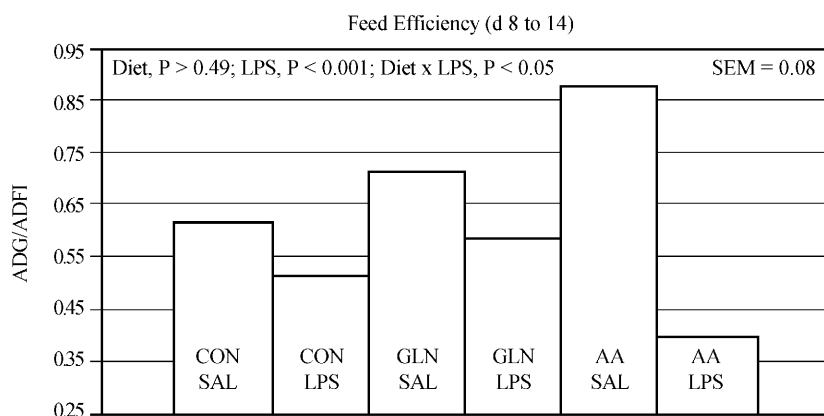 Feed Efficiency (d 8 to 14)
0.95
Diet, P > 0.49; LPS, P < 0.001; Diet x LPS, P < 0.05 SEM = 0.08
0.85
0.75
0.65
0.55
0.45
0.35
0.25
ADG/ADFI
CON SAL
CON LPS
GLN SAL
GLN LPS
AA SAL
AA LPS